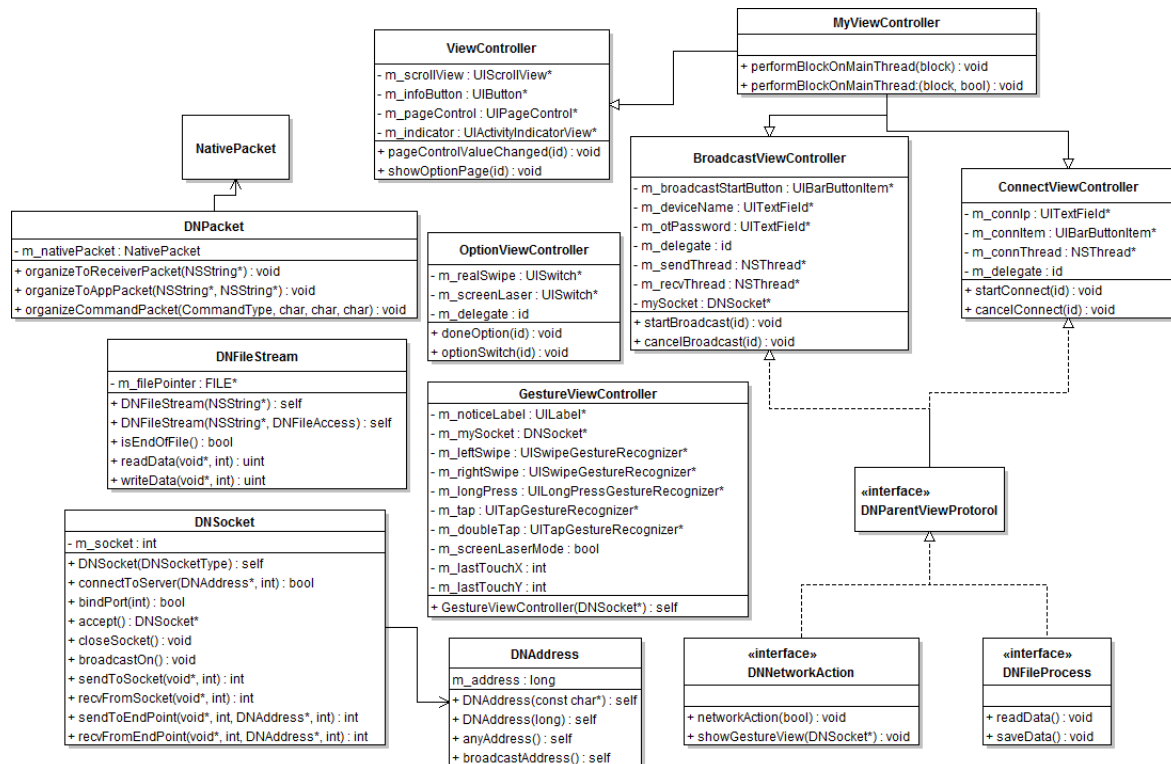 MyViewController
+ performBlockOnMainThread(block) : void
+ performBlockOnMainThread:(block, bool) : void
ViewController
- m_scrollView : UIScrollView*
- m_infoButton : UIButton*
- m_pageControl : UIPageControl*
- m_indicator : UIActivityIndicatorView*
+ pageControlValueChanged(id) : void
+ showOptionPage(id) : void
NativePacket
BroadcastViewController
- m_broadcastStartButton : UIBarButtonItem*
- m_deviceName : UITextField*
- m_otPassword : UITextField*
- m_delegate : id
- m_sendThread : NSThread*
- m_recvThread : NSThread*
- mySocket : DNSocket*
+ startBroadcast(id) : void
+ cancelBroadcast(id) : void
ConnectViewController
- m_connIp : UITextField*
- m_connItem : UIBarButtonItem*
- m_connThread : NSThread*
- m_delegate : id
+ startConnect(id) : void
+ cancelConnect(id) : void
DNPacket
- m_nativePacket : NativePacket
+ organizeToReceiverPacket(NSString*) : void
+ organizeToAppPacket(NSString*, NSString*) : void
+ organizeCommandPacket(CommandType, char, char, char) : void
OptionViewController
- m_realSwipe : UISwitch*
- m_screenLaser : UISwitch*
- m_delegate : id
+ doneOption(id) : void
+ optionSwitch(id) : void
DNFileStream
- m_filePointer : FILE*
+ DNFileStream(NSString*) : self
+ DNFileStream(NSString*, DNFileAccess) : self
+ isEndOfFile() : bool
+ readData(void*, int) : uint
+ writeData(void*, int) : uint
GestureViewController
- m_noticeLabel : UILabel*
- m_mySocket : DNSocket*
- m_leftSwipe : UISwipeGestureRecognizer*
- m_rightSwipe : UISwipeGestureRecognizer*
- m_longPress : UILongPressGestureRecognizer*
- m_tap : UITapGestureRecognizer*
- m_doubleTap : UITapGestureRecognizer*
- m_screenLaserMode : bool
- m_lastTouchX : int
- m_lastTouchY : int
+ GestureViewController(DNSocket*) : self
«interface»
DNParentViewProtorol
DNSocket
- m_socket : int
+ DNSocket(DNSocketType) : self
+ connectToServer(DNAddress*, int) : bool
+ bindPort(int) : bool
+ accept() : DNSocket*
+ closeSocket() : void
+ broadcastOn() : void
+ sendToSocket(void*, int) : int
+ recvFromSocket(void*, int) : int
+ sendToEndPoint(void*, int, DNAddress*, int) : int
+ recvFromEndPoint(void*, int, DNAddress*, int) : int
DNAddress
m_address : long
+ DNAddress(const char*) : self
+ DNAddress(long) : self
+ anyAddress() : self
+ broadcastAddress() : self
«interface»
DNNetworkAction
+ networkAction(bool) : void
+ showGestureView(DNSocket*) : void
«interface»
DNFileProcess
+ readData() : void
+ saveData() : void